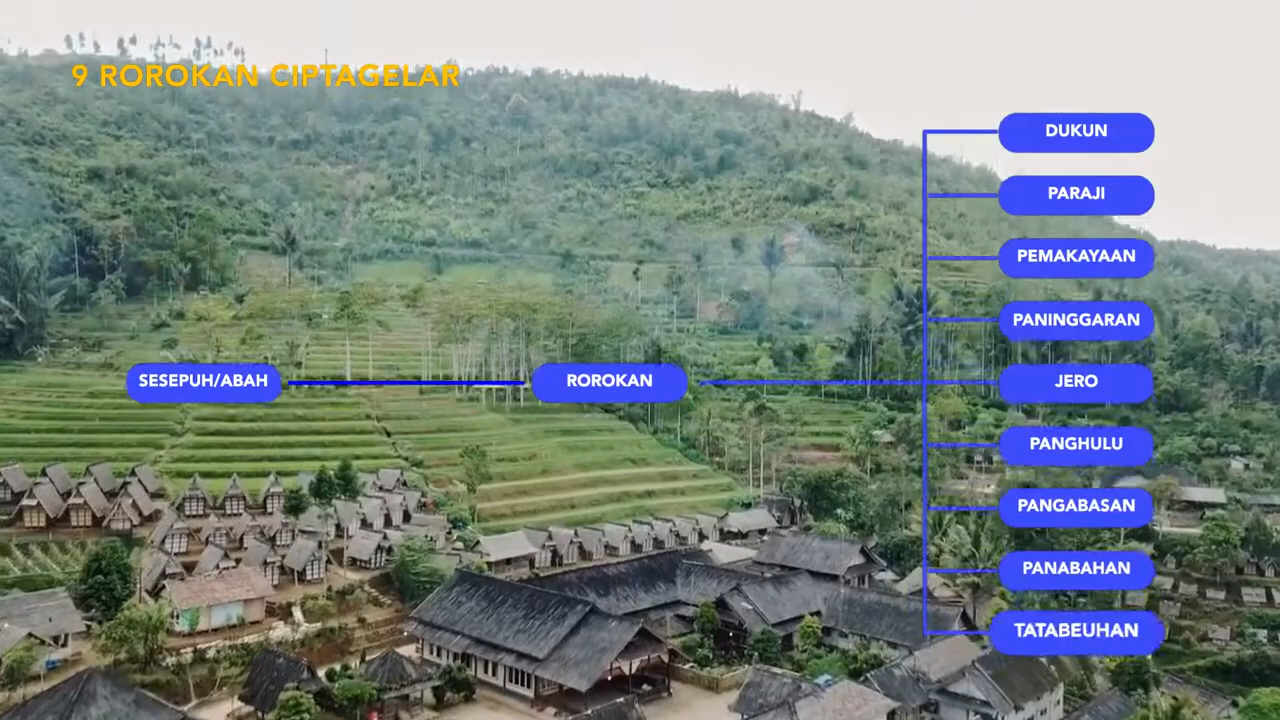 9 ROROKAN CIPTAGELAR
SESEPUH/ABAH
ROROKAN
DUKUN
PARAJI
PEMAKAYAAN
PANINGGARAN
JERO
PANGHULU
PANGABASAN
PANABAHAN
TATABEUHAN